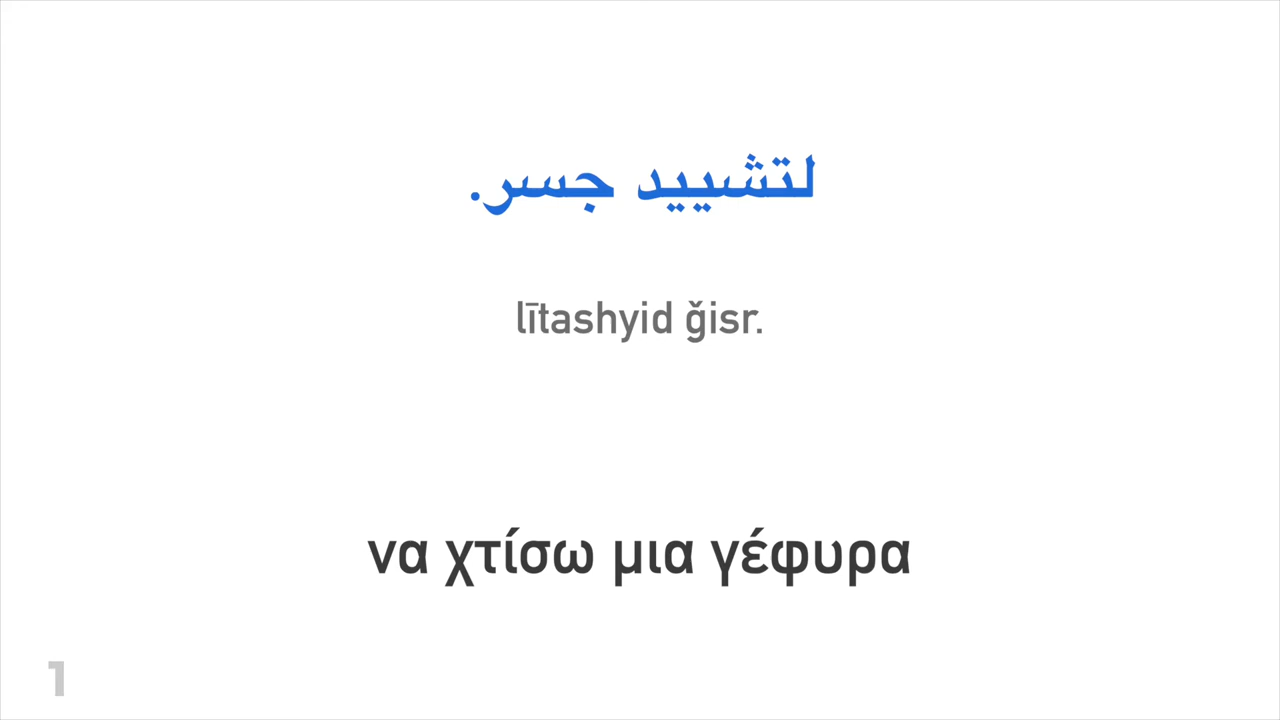 لتشييد جسر.
lītashyid ğisr.
να χτίσω μια γέφυρα
1